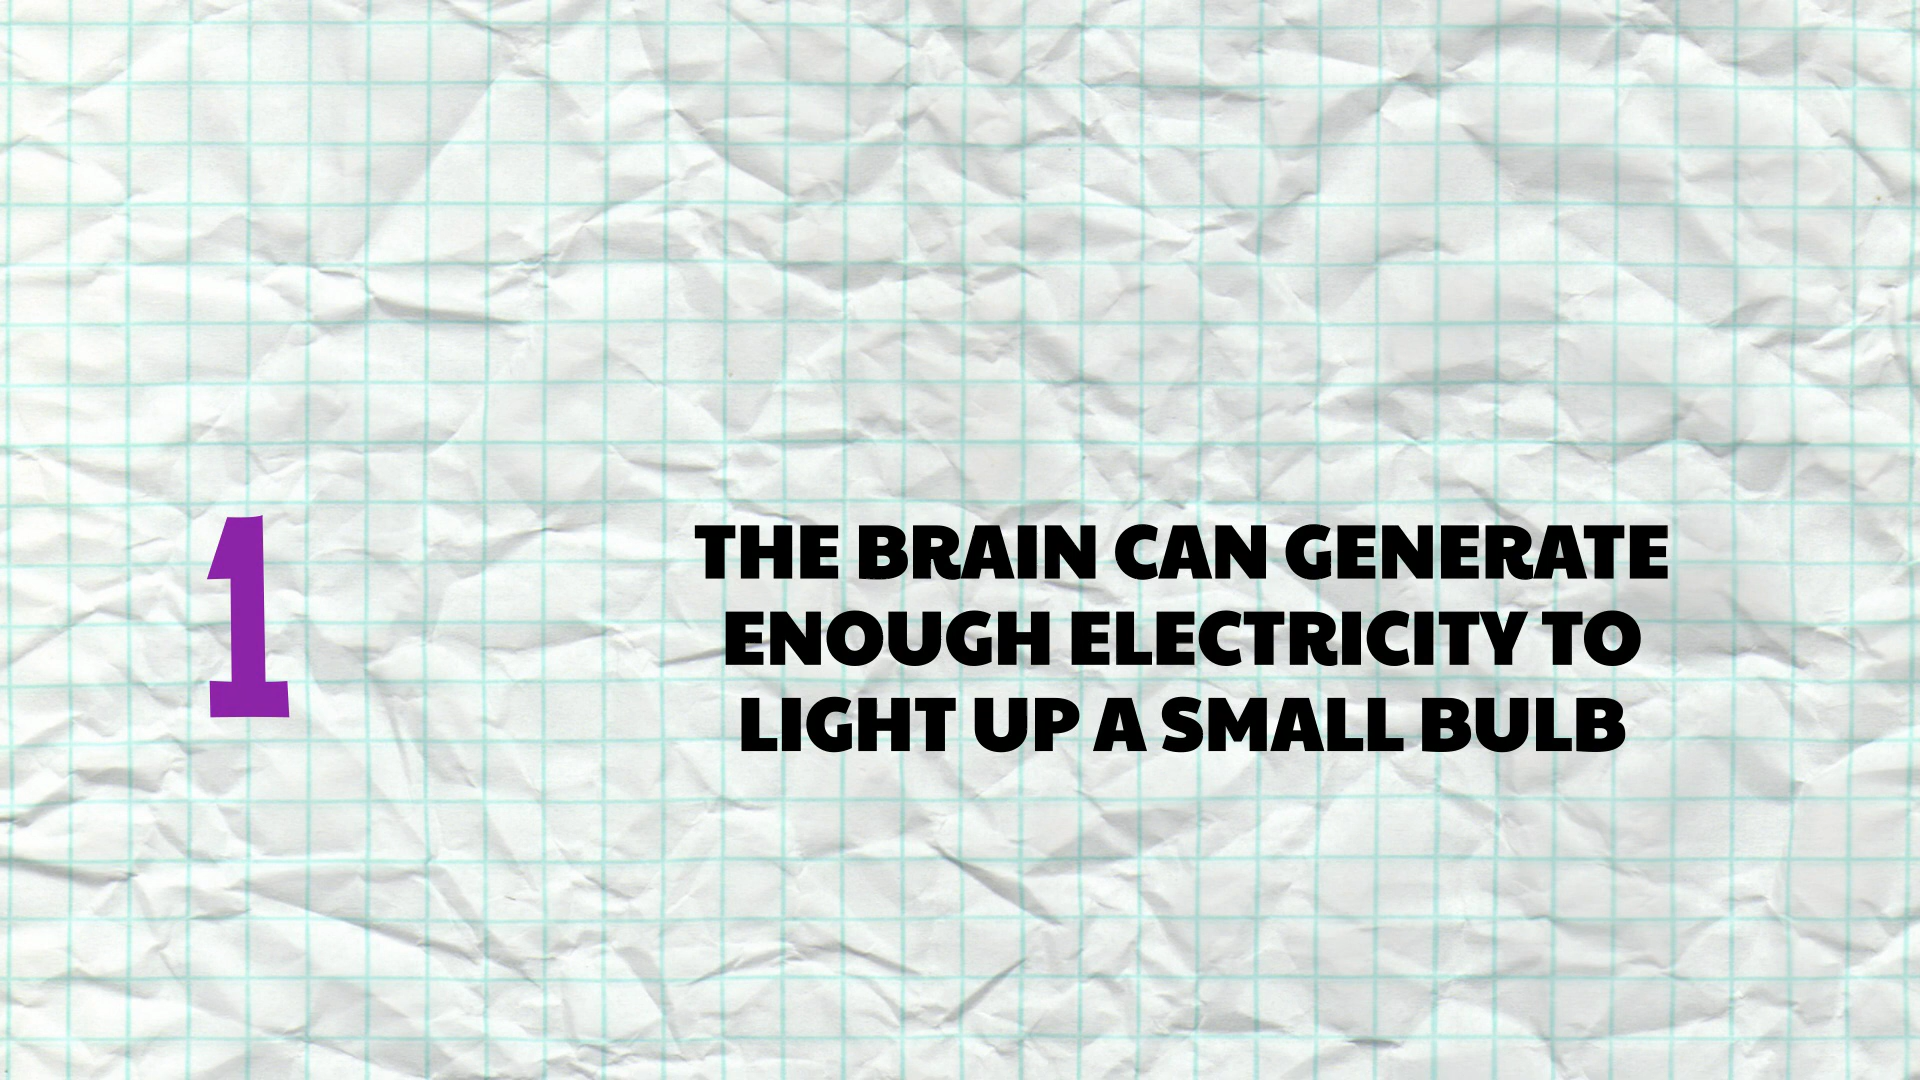 1
THE BRAIN CAN GENERATE
ENOUGH ELECTRICITY TO
LIGHT UP A SMALL BULB